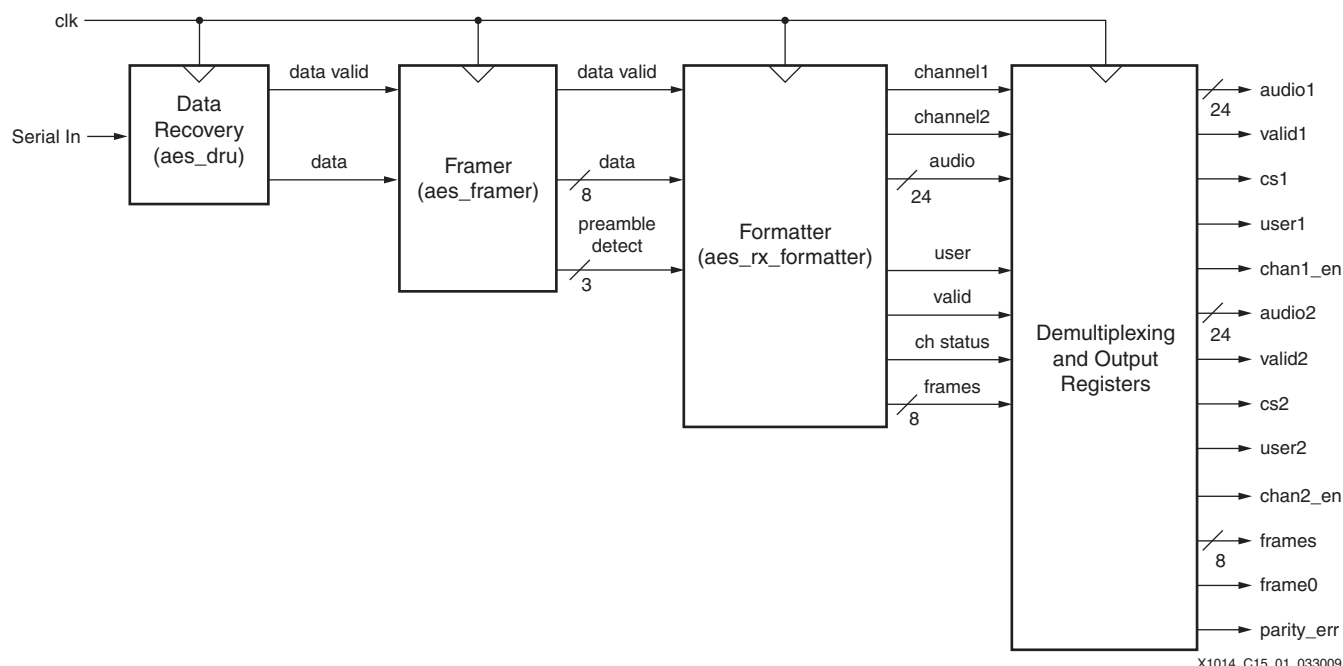 clk
Serial In
Data
Recovery
(aes_dru)
data valid
data
Framer
(aes_framer)
data valid
data
8
preamble
detect
3
Formatter
(aes_rx_formatter)
channel1
channel2
audio
24
user
valid
ch status
frames
8
Demultiplexing
and Output
Registers
audio1
24
valid1
cs1
user1
chan1_en
audio2
24
valid2
cs2
user2
chan2_en
frames
8
frame0
parity_err
X1014_C15_01_033009